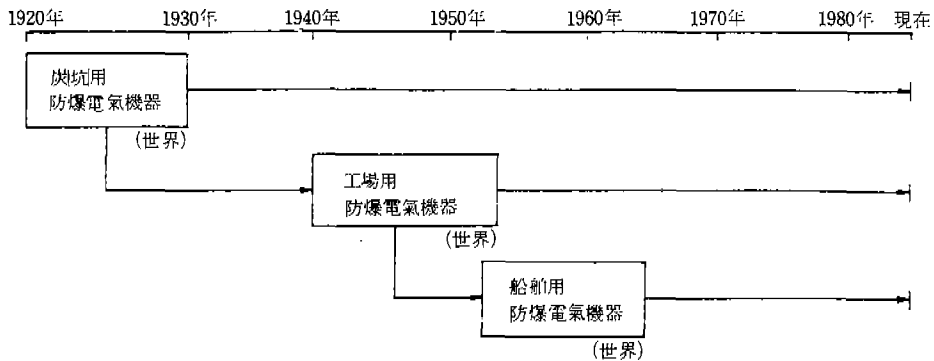 1920年 1930年 1940年 1950年 1960年 1970年 1980年 現在
炭坑用
防爆電氣機器
(世界)
工場用
防爆電氣機器
(世界)
船舶用
防爆電氣機器
(世界)